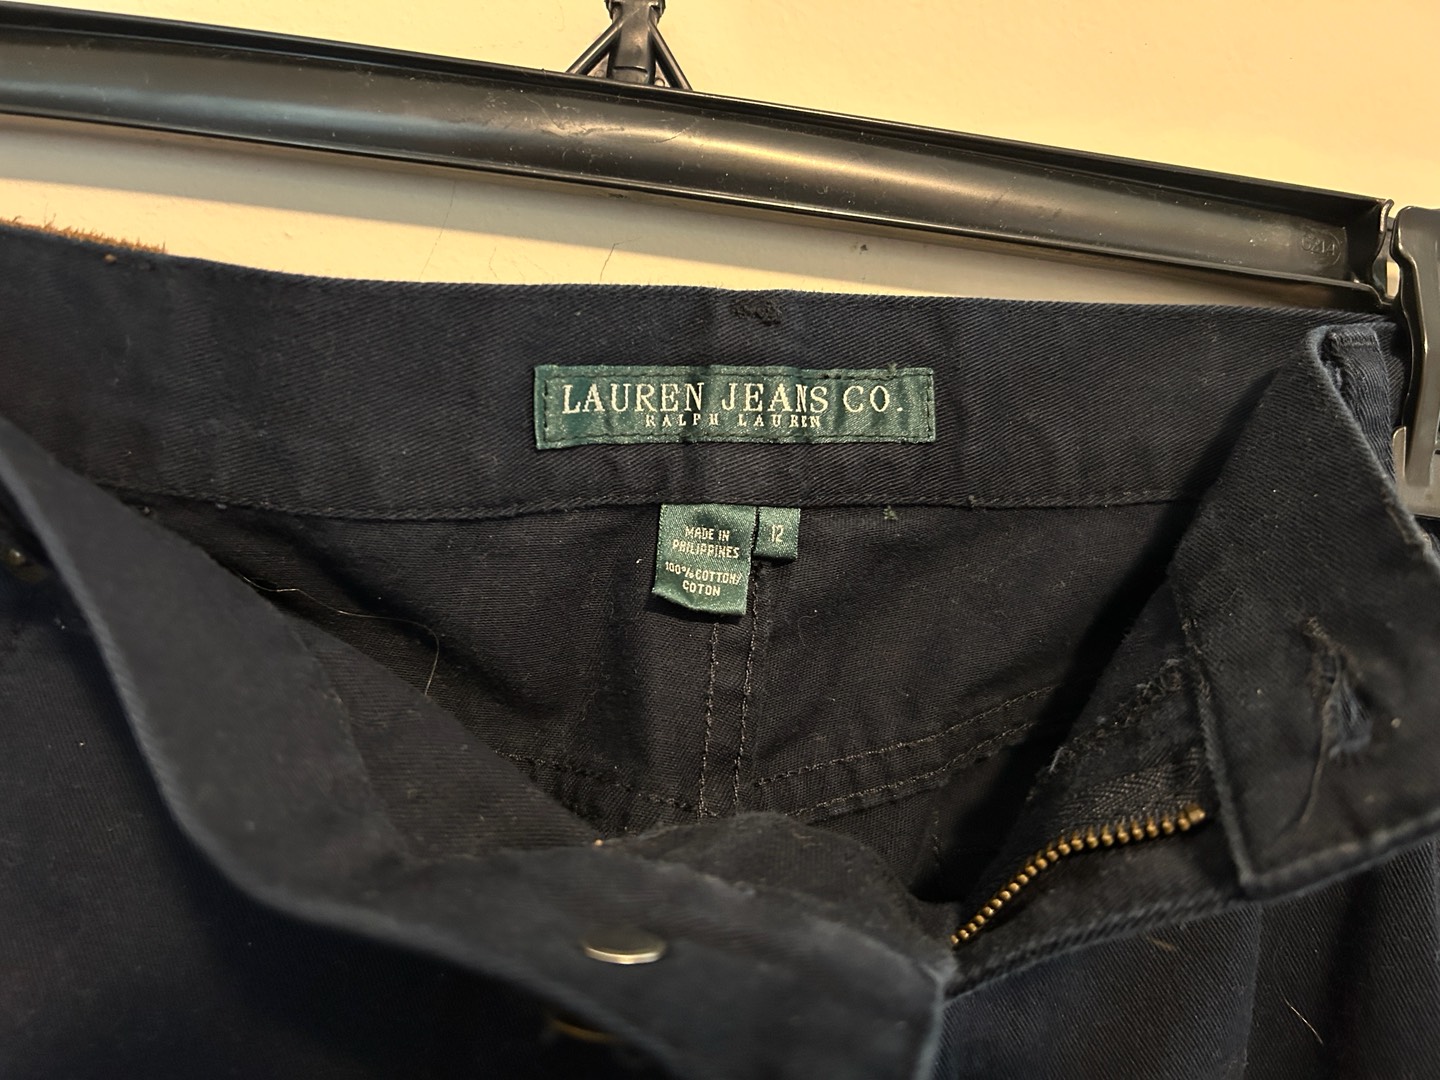 LAUREN JEANS CO.
RALPH LAUREN
MADE IN
PHILIPPINES
100% COTTON/
COTON
12